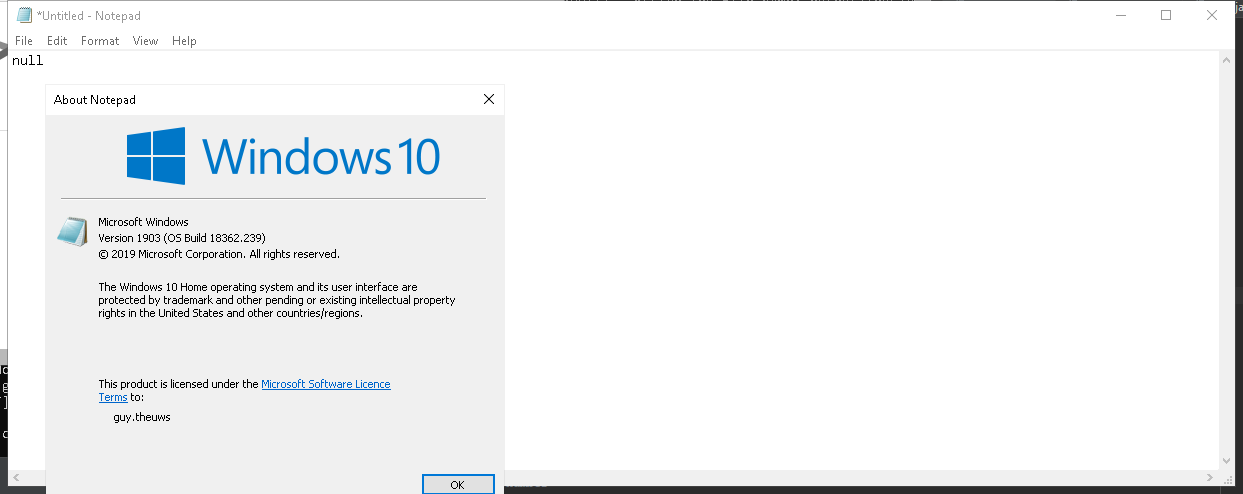 *Untitled - Notepad
File Edit Format View Help
null
About Notepad
Windows 10
Microsoft Windows
Version 1903 (OS Build 18362.239)
© 2019 Microsoft Corporation. All rights reserved.
The Windows 10 Home operating system and its user interface are
protected by trademark and other pending or existing intellectual property
rights in the United States and other countries/regions.
This product is licensed under the Microsoft Software Licence
Terms to:
guy.theuws
OK